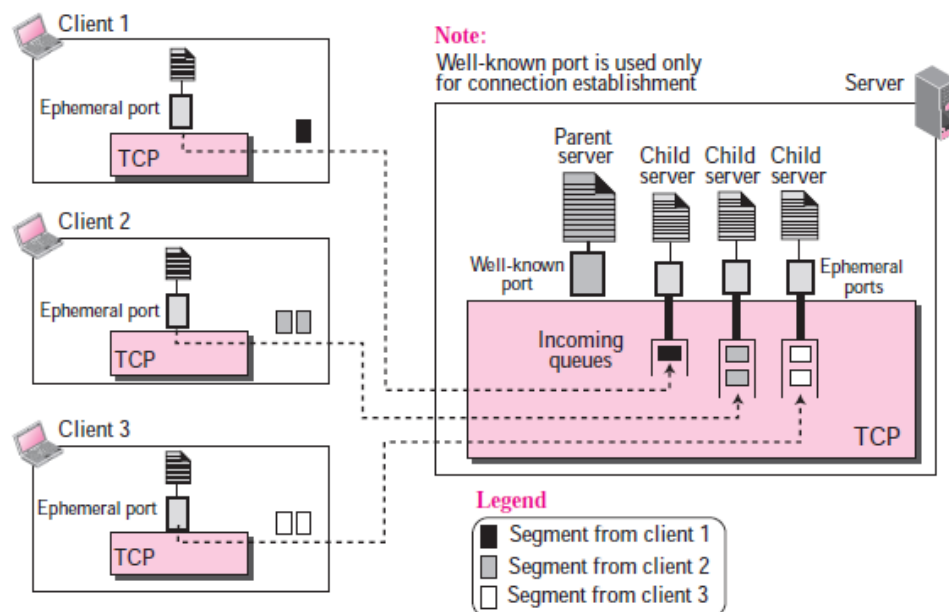 Client 1
Ephemeral port
TCP
Client 2
Ephemeral port
TCP
Client 3
Ephemeral port
TCP
Note:
Well-known port is used only
for connection establishment
Server
Parent
server
Child
server
Child
server
Child
server
Well-known
port
Ephemeral
ports
Incoming
queues
TCP
Legend
Segment from client 1
Segment from client 2
Segment from client 3